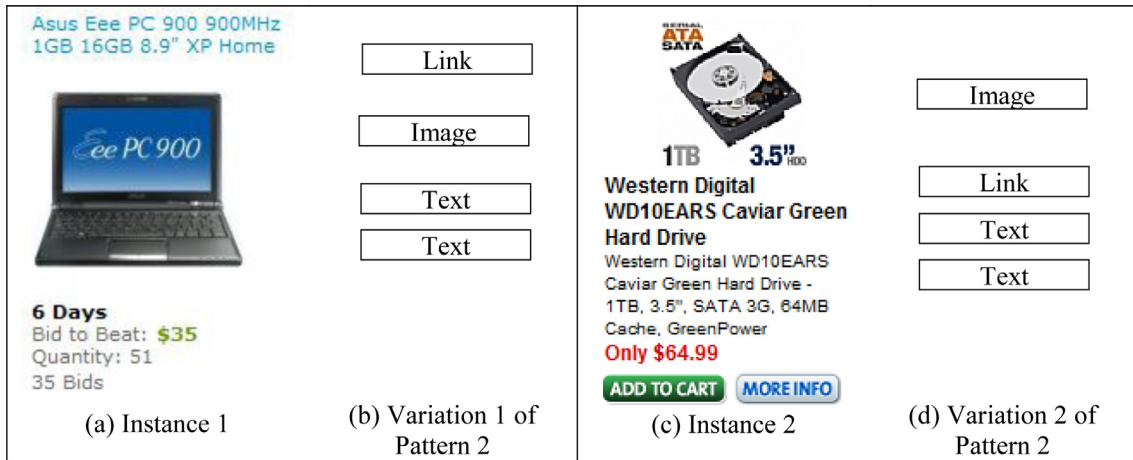 Asus Eee PC 900 900MHz
1GB 16GB 8.9" XP Home
Eee PC 900
6 Days
Bid to Beat: $35
Quantity: 51
35 Bids
(a) Instance 1
Link
Image
Text
Text
(b) Variation 1 of
Pattern 2
SERIAL
ATA
SATA
1TB 3.5” HDD
Western Digital
WD10EARS Caviar Green
Hard Drive
Western Digital WD10EARS
Caviar Green Hard Drive -
1TB, 3.5", SATA 3G, 64MB
Cache, GreenPower
Only $64.99
ADD TO CART MORE INFO
(c) Instance 2
Image
Link
Text
Text
(d) Variation 2 of
Pattern 2